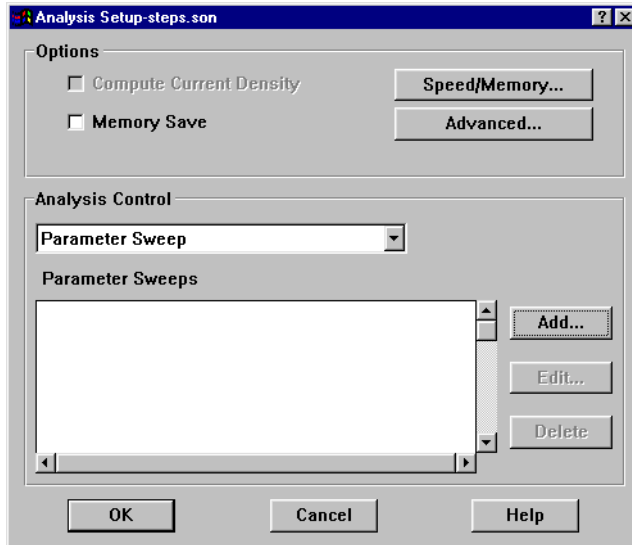 Analysis Setup-steps.son
Options
Compute Current Density
Speed/Memory...
Memory Save
Advanced...
Analysis Control
Parameter Sweep
Parameter Sweeps
Add...
Edit...
Delete
OK
Cancel
Help